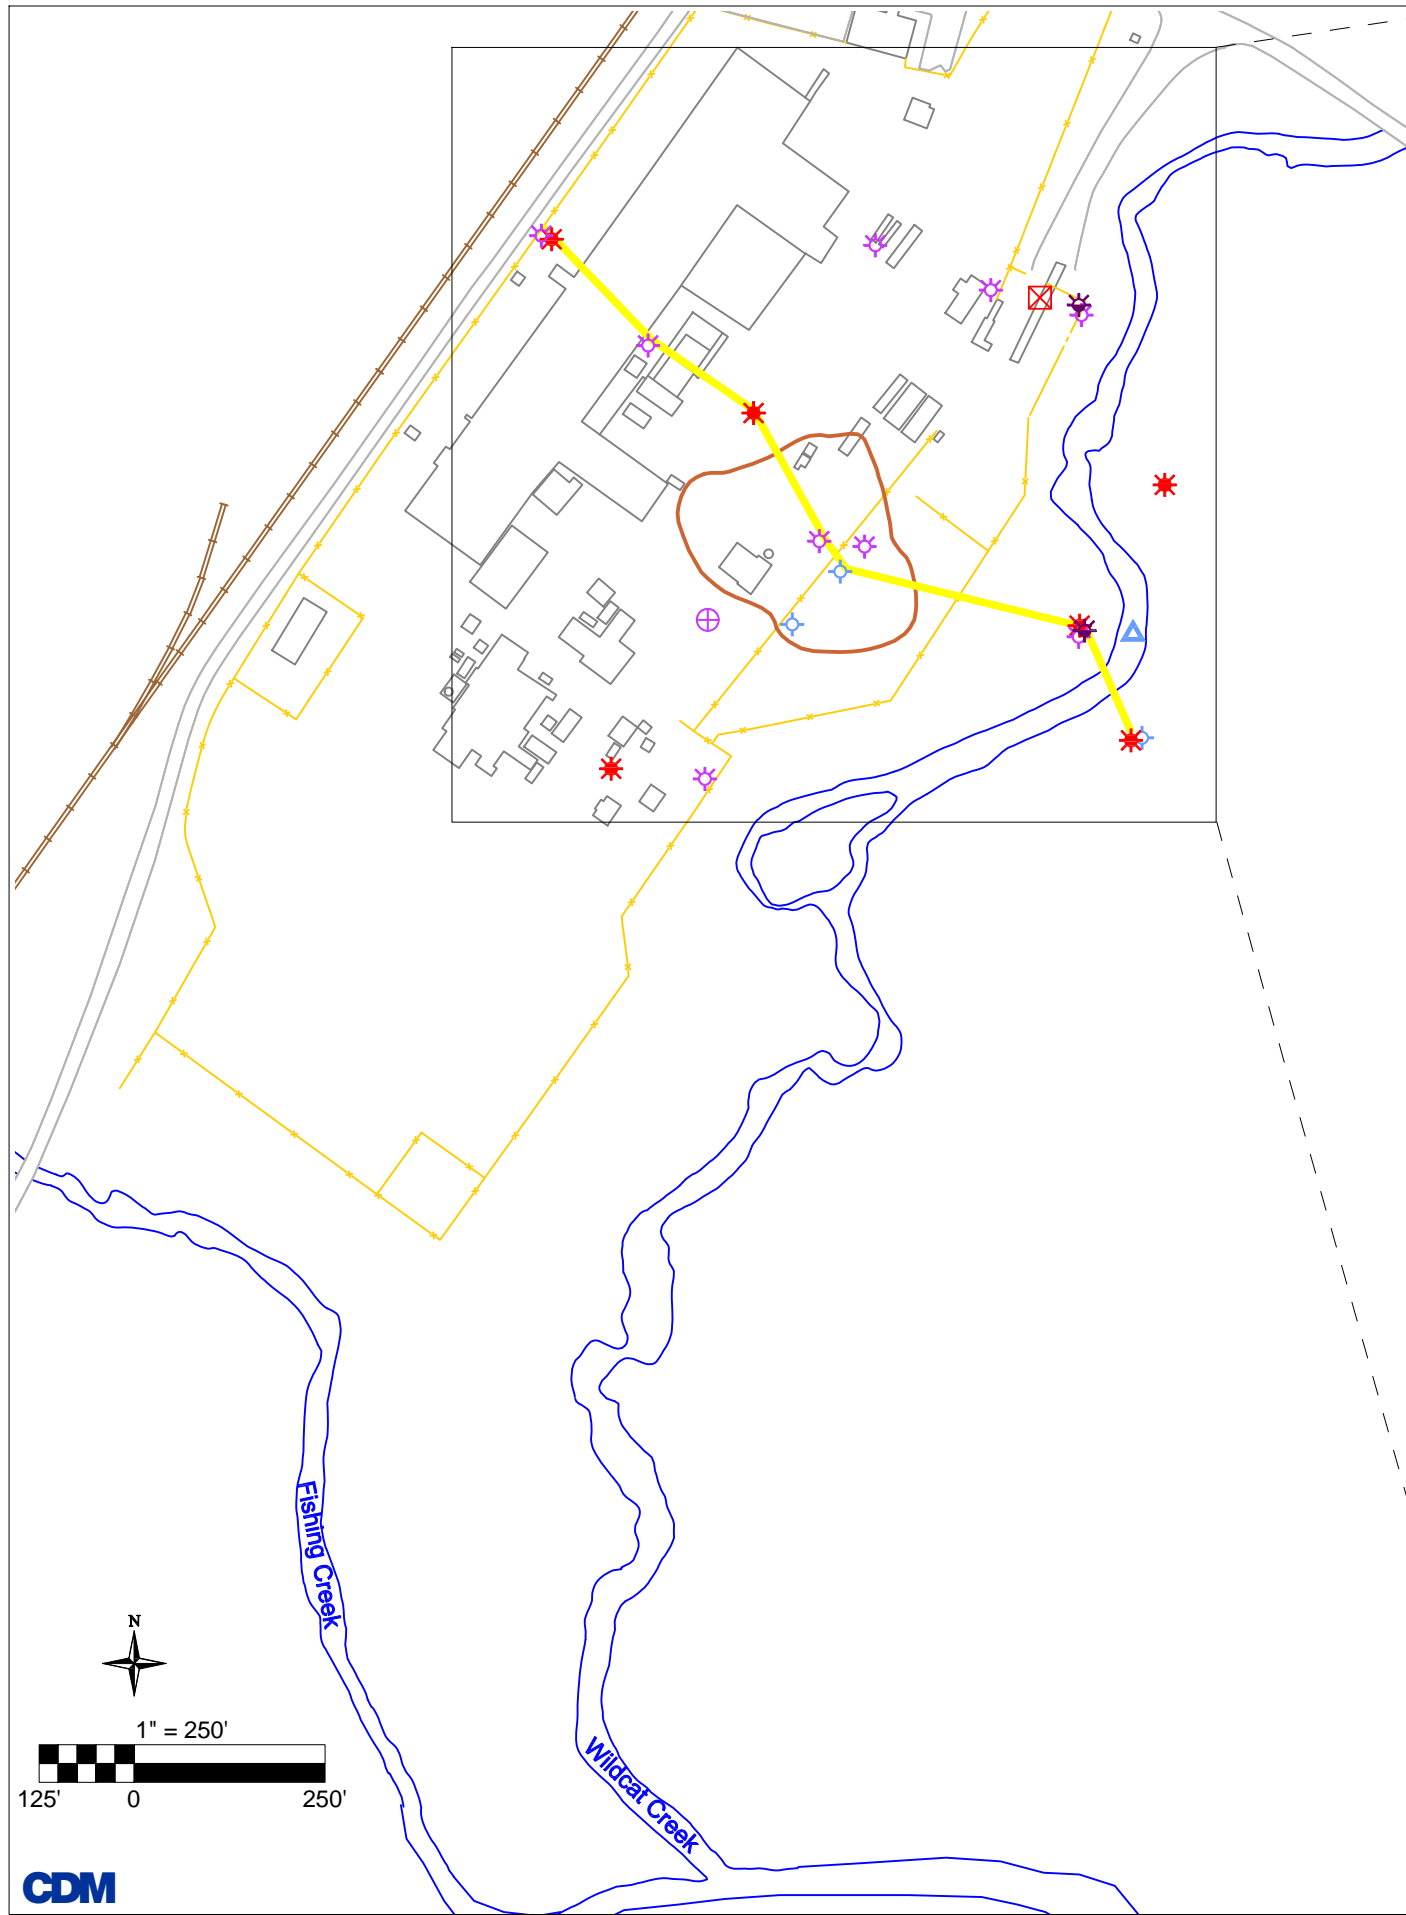 Fishing Creek
N
1" = 250'
125' 0 250'
Wildcat Creek
CDM